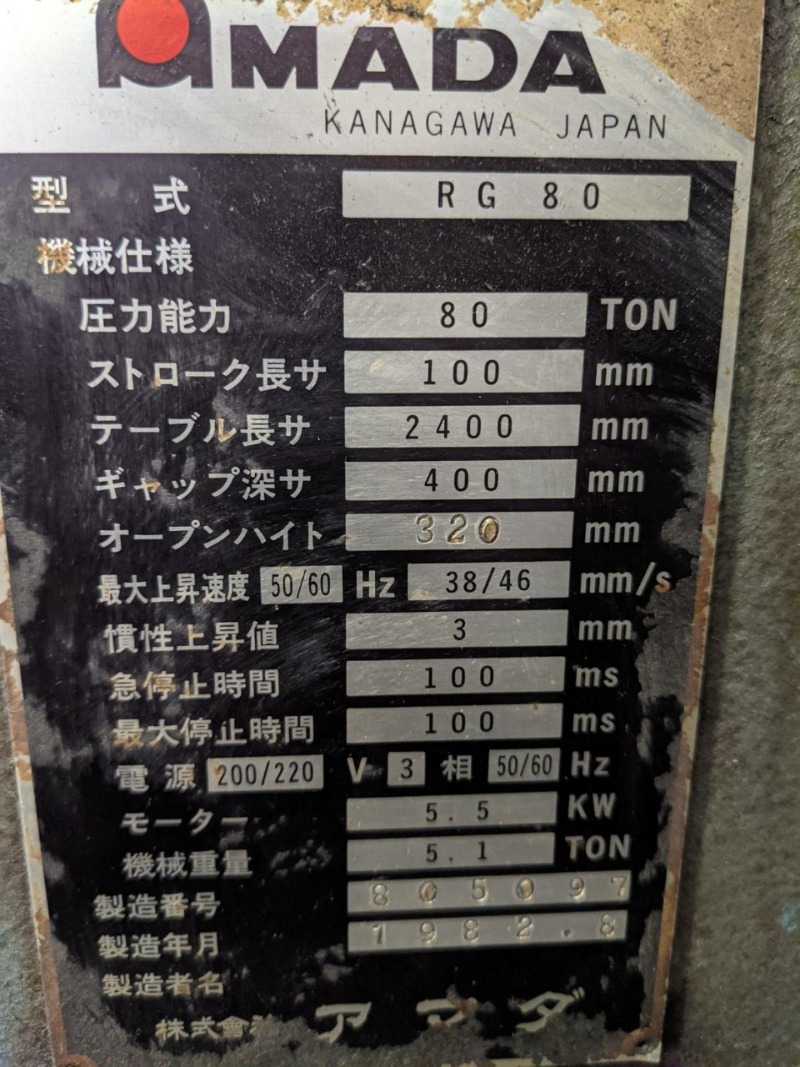 AMADA
KANAGAWA JAPAN
型 式 RG 80
機械仕様
圧力能力 80 TON
ストローク長サ 100 mm
テーブル長サ 2400 mm
ギャップ深サ 400 mm
オープンハイト 320 mm
最大上昇速度 50/60 Hz 38/46 mm/s
慣性上昇値 3 mm
急停止時間 100 ms
最大停止時間 100 ms
電源 200/220 V 3 相 50/60 Hz
モーター 5.5 KW
機械重量 5.1 TON
製造番号 805097
製造年月 1982.8
製造者名
株式會社 アマダ